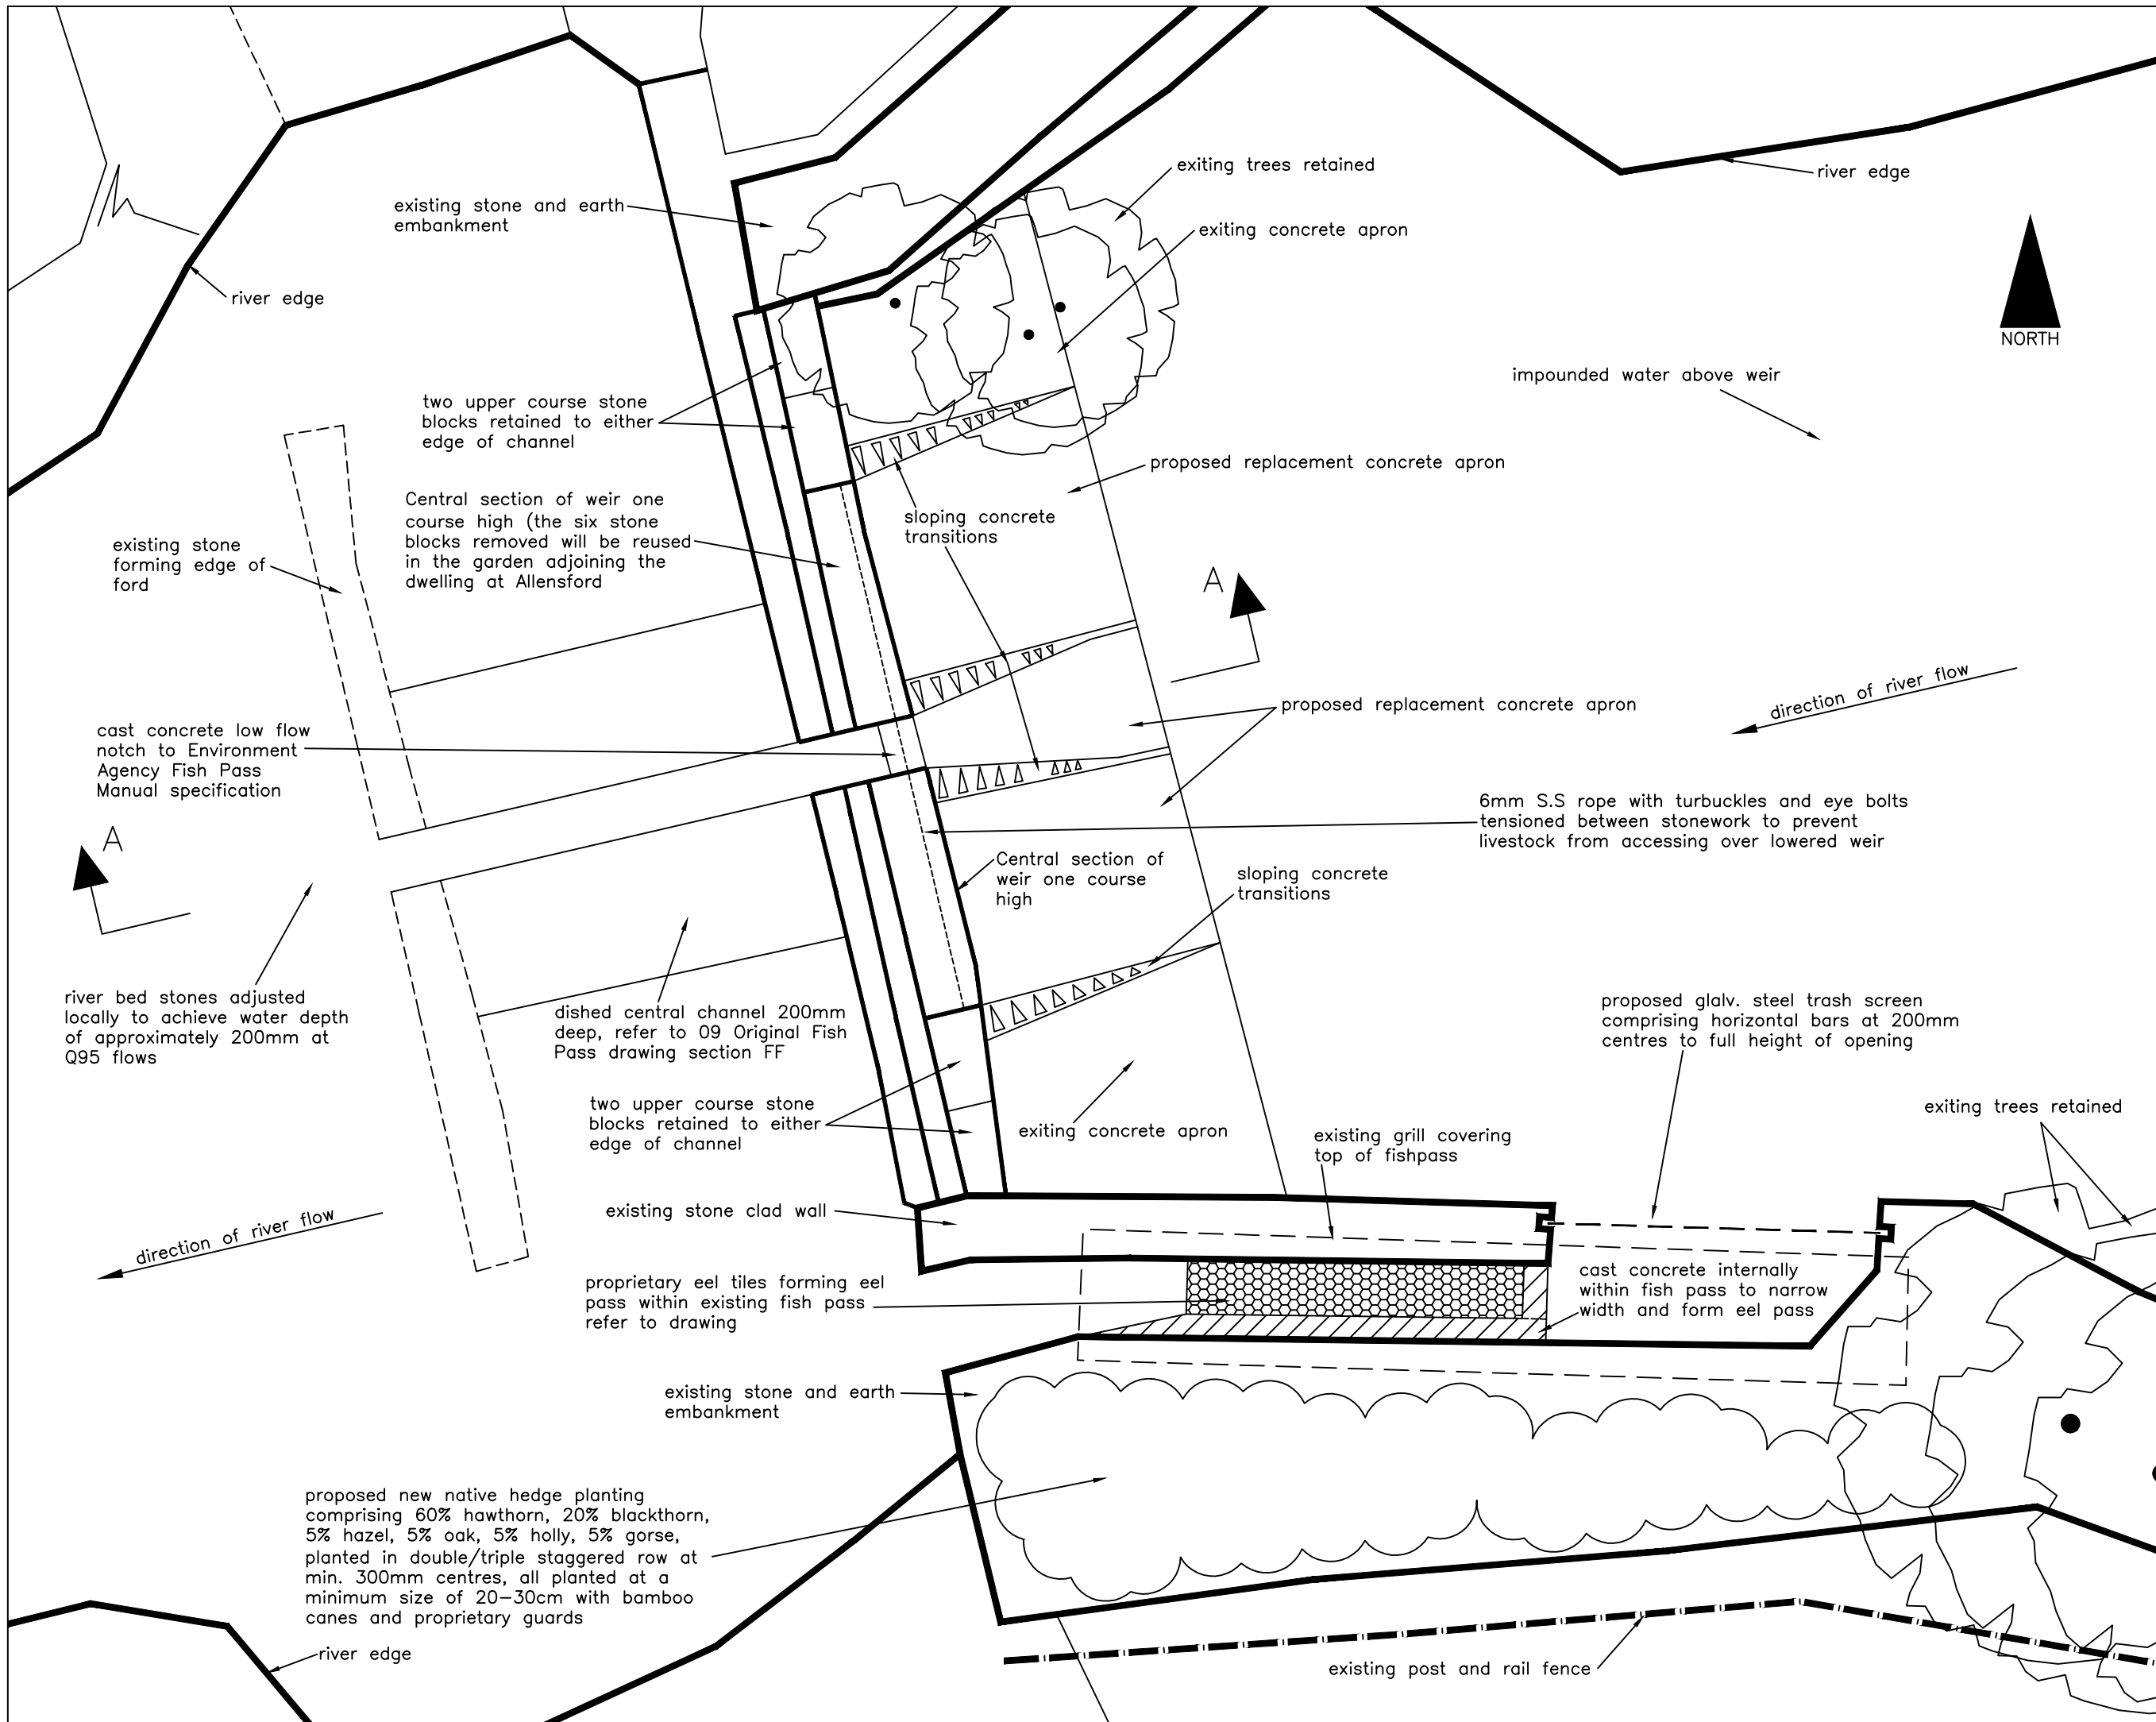 exiting trees retained
river edge
existing stone and earth
embankment
exiting concrete apron
river edge
NORTH
impounded water above weir
two upper course stone
blocks retained to either
edge of channel
proposed replacement concrete apron
Central section of weir one
course high (the six stone
blocks removed will be reused
in the garden adjoining the
dwelling at Allensford
sloping concrete
transitions
existing stone
forming edge of
ford
A
direction of river flow
proposed replacement concrete apron
cast concrete low flow
notch to Environment
Agency Fish Pass
Manual specification
6mm S.S rope with turbuckles and eye bolts
tensioned between stonework to prevent
livestock from accessing over lowered weir
A
Central section of
weir one course
high
sloping concrete
transitions
river bed stones adjusted
locally to achieve water depth
of approximately 200mm at
Q95 flows
dished central channel 200mm
deep, refer to 09 Original Fish
Pass drawing section FF
proposed glalv. steel trash screen
comprising horizontal bars at 200mm
centres to full height of opening
two upper course stone
blocks retained to either
edge of channel
exiting concrete apron
existing grill covering
top of fishpass
exiting trees retained
existing stone clad wall
direction of river flow
proprietary eel tiles forming eel
pass within existing fish pass
refer to drawing
cast concrete internally
within fish pass to narrow
width and form eel pass
existing stone and earth
embankment
proposed new native hedge planting
comprising 60% hawthorn, 20% blackthorn,
5% hazel, 5% oak, 5% holly, 5% gorse,
planted in double/triple staggered row at
min. 300mm centres, all planted at a
minimum size of 20-30cm with bamboo
canes and proprietary guards
river edge
existing post and rail fence